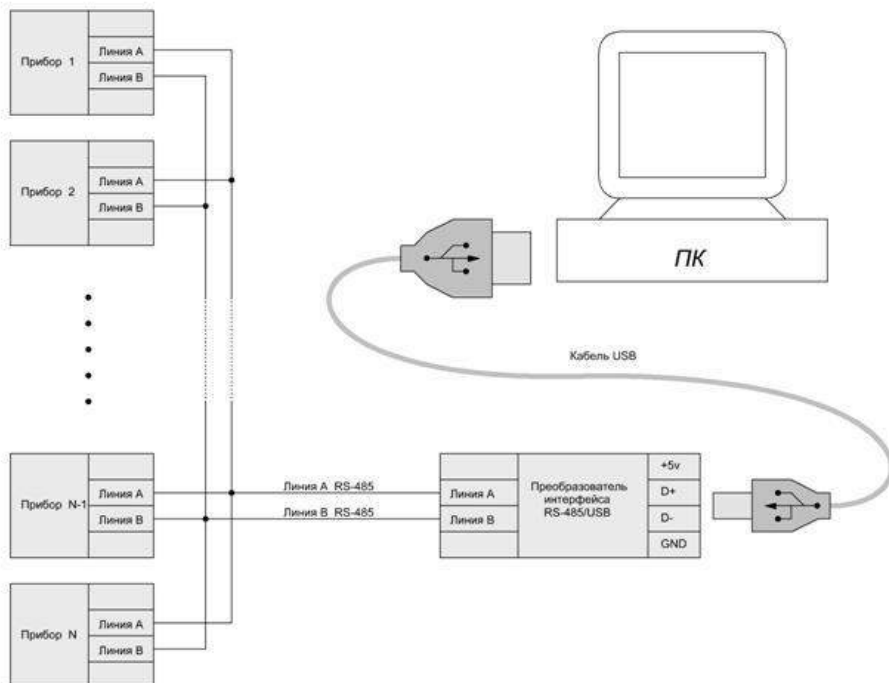 Прибор 1
Линия А
Линия В
Прибор 2
Линия А
Линия В
ПК
Кабель USB
Прибор N-1
Линия А
Линия В
Линия А RS-485
Линия В RS-485
Линия А
Линия В
Преобразователь
интерфейса
RS-485/USB
+5v
D+
D-
GND
Прибор N
Линия А
Линия В